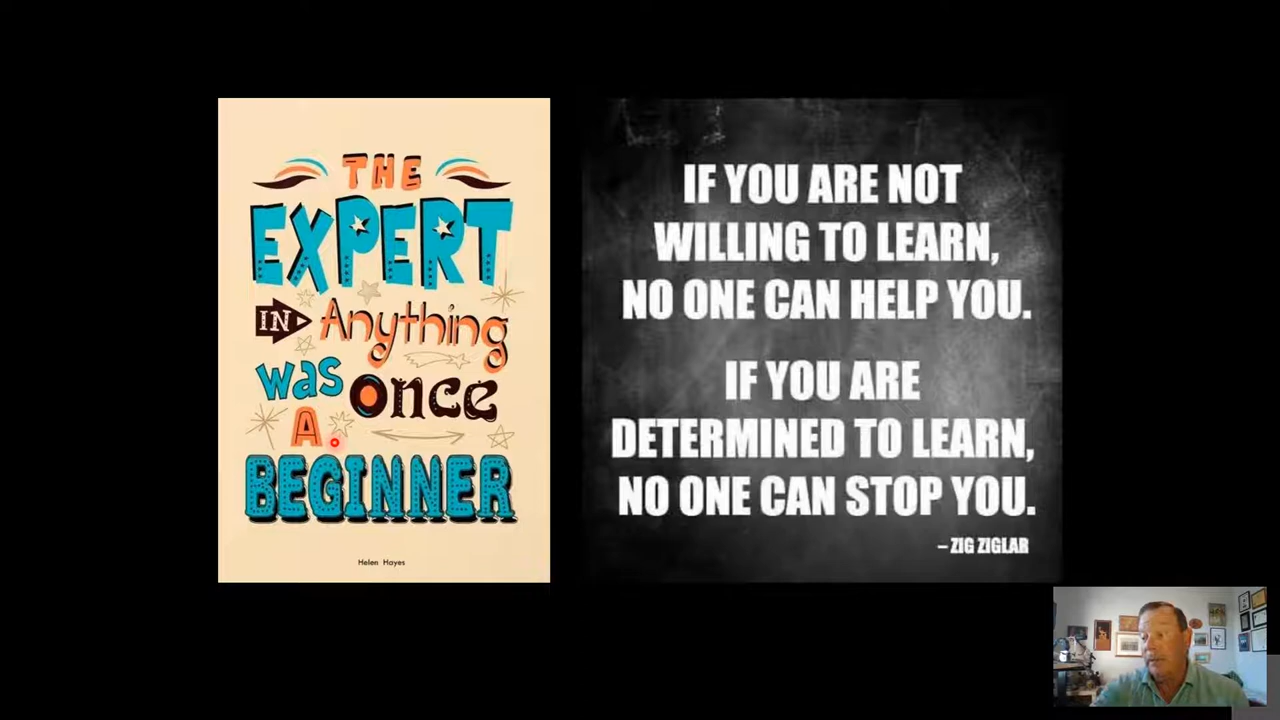 THE
EXPERT
IN Anything
was once
A
BEGINNER
Helen Hayes
IF YOU ARE NOT
WILLING TO LEARN,
NO ONE CAN HELP YOU.
IF YOU ARE
DETERMINED TO LEARN,
NO ONE CAN STOP YOU.
– ZIG ZIGLAR